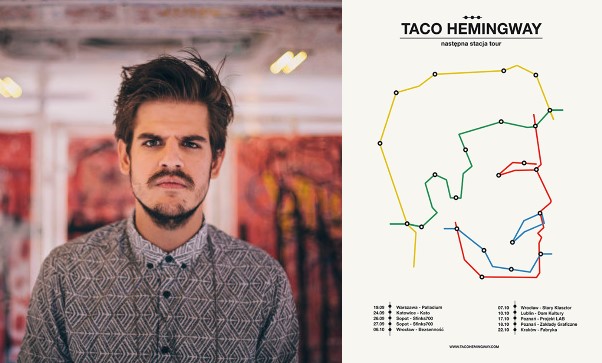 TACO HEMINGWAY
następna stacja tour
19.09 Warszawa - Palladium
24.09 Katowice - Kato
26.09 Sopot - Sfinks700
27.09 Sopot - Sfinks700
06.10 Wrocław - Bezsenność
07.10 Wrocław - Stary Klasztor
10.10 Lublin - Dom Kultury
17.10 Poznań - Projekt LAB
18.10 Poznań - Zakłady Graficzne
22.10 Kraków - Fabryka
WWW.TACOHEMINGWAY.COM